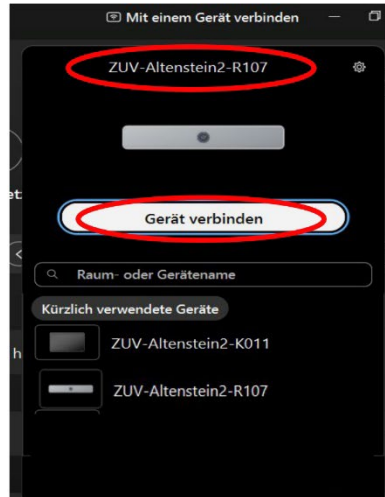 Mit einem Gerät verbinden
ZUV-Altenstein2-R107
et
Gerät verbinden
Raum- oder Gerätename
Kürzlich verwendete Geräte
h
ZUV-Altenstein2-K011
ZUV-Altenstein2-R107